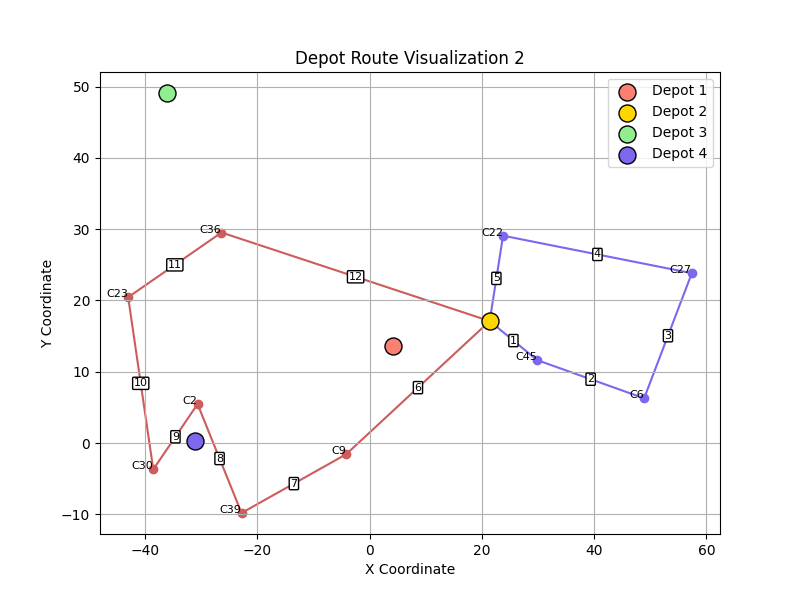 Depot Route Visualization 2
Depot 1
Depot 2
Depot 3
Depot 4
Y Coordinate
50
40
30
20
10
0
−10
−40
−20
0
20
40
60
X Coordinate
C36
C22
C27
C23
C45
C6
C2
C9
C30
C39
1
2
3
4
5
6
7
8
9
10
11
12